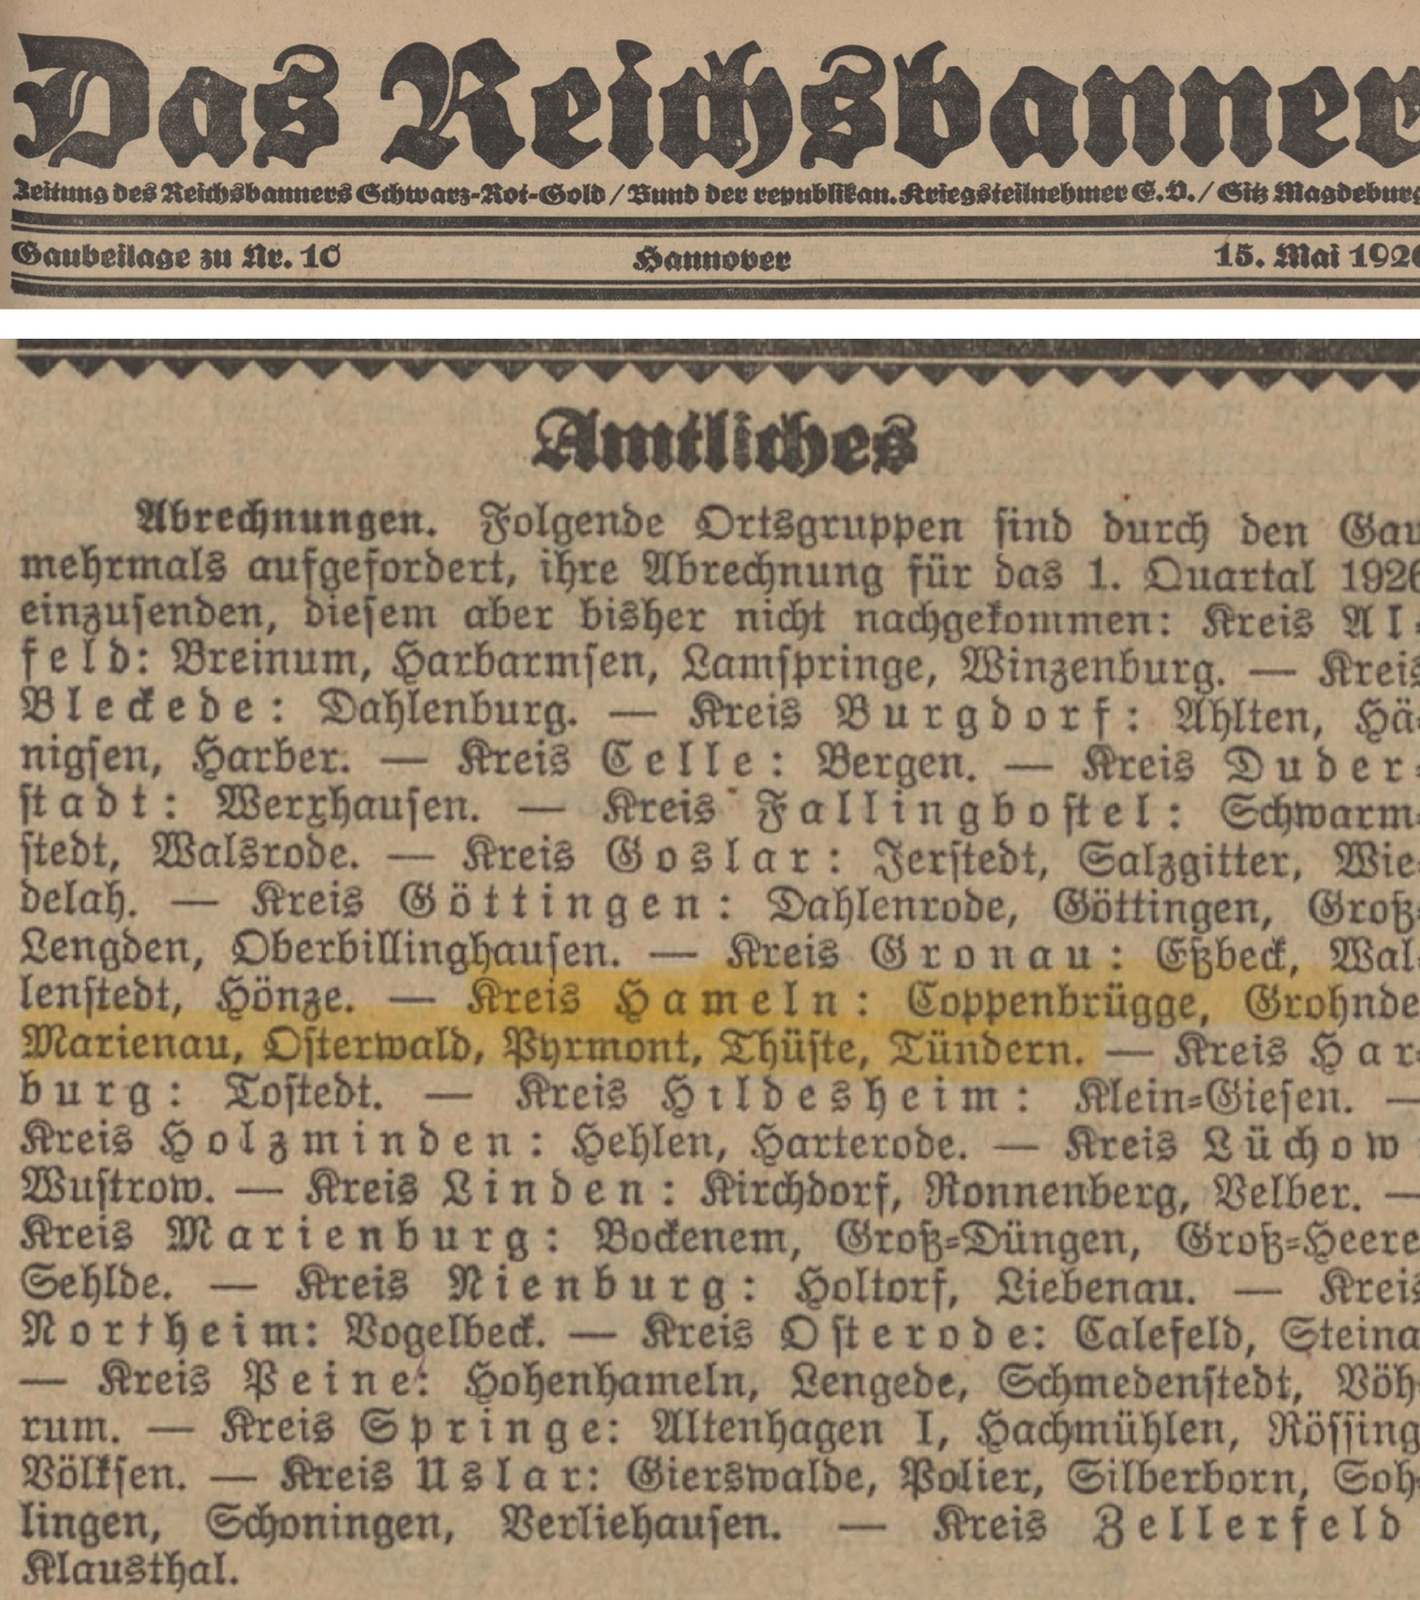 Das Reichsbanner
Zeitung des Reichsbanners Schwarz-Rot-Gold / Bund der republikan. Kriegsteilnehmer E.V. / Sitz Magdeburg
Gaubeilage zu Nr. 10 Hannover 15. Mai 1926
Amtliches
Abrechnungen. Folgende Ortsgruppen sind durch den Gau
mehrmals aufgefordert, ihre Abrechnung für das 1. Quartal 1926
einzusenden, diesem aber bisher nicht nachgekommen: Kreis Al-
feld: Breinum, Harbarmsen, Lamspringe, Winzenburg. — Kreis
Bleckede: Dahlenburg. — Kreis Burgdorf: Ahlten, Hä-
nigsen, Harber. — Kreis Celle: Bergen. — Kreis Duder-
stadt: Werxhausen. — Kreis Fallingbostel: Schwarm-
stedt, Walsrode. — Kreis Goslar: Jerstedt, Salzgitter, Wie-
delah. — Kreis Göttingen: Dahlenrode, Göttingen, Groß-
Lengden, Oberbillinghausen. — Kreis Gronau: Eßbeck, Wal-
lenstedt, Hönze. — Kreis Hameln: Coppenbrügge, Grohnde
Marienau, Osterwald, Pyrmont, Thüste, Tündern. — Kreis Har-
burg: Tostedt. — Kreis Hildesheim: Klein-Giesen. —
Kreis Holzminden: Hehlen, Harterode. — Kreis Lüchow
Wustrow. — Kreis Linden: Kirchdorf, Ronnenberg, Velber. —
Kreis Marienburg: Bockenem, Groß-Düngen, Groß-Heere
Sehlde. — Kreis Nienburg: Holtorf, Liebenau. — Kreis
Northeim: Vogelbeck. — Kreis Osterode: Calefeld, Steina
— Kreis Peine: Hohenhameln, Lengede, Schmedenstedt, Vöh-
rum. — Kreis Springe: Altenhagen I, Hachmühlen, Rössing
Völksen. — Kreis Uslar: Gierswalde, Polier, Silberborn, Soh-
lingen, Schoningen, Verliehausen. — Kreis Zellerfeld
Klausthal.